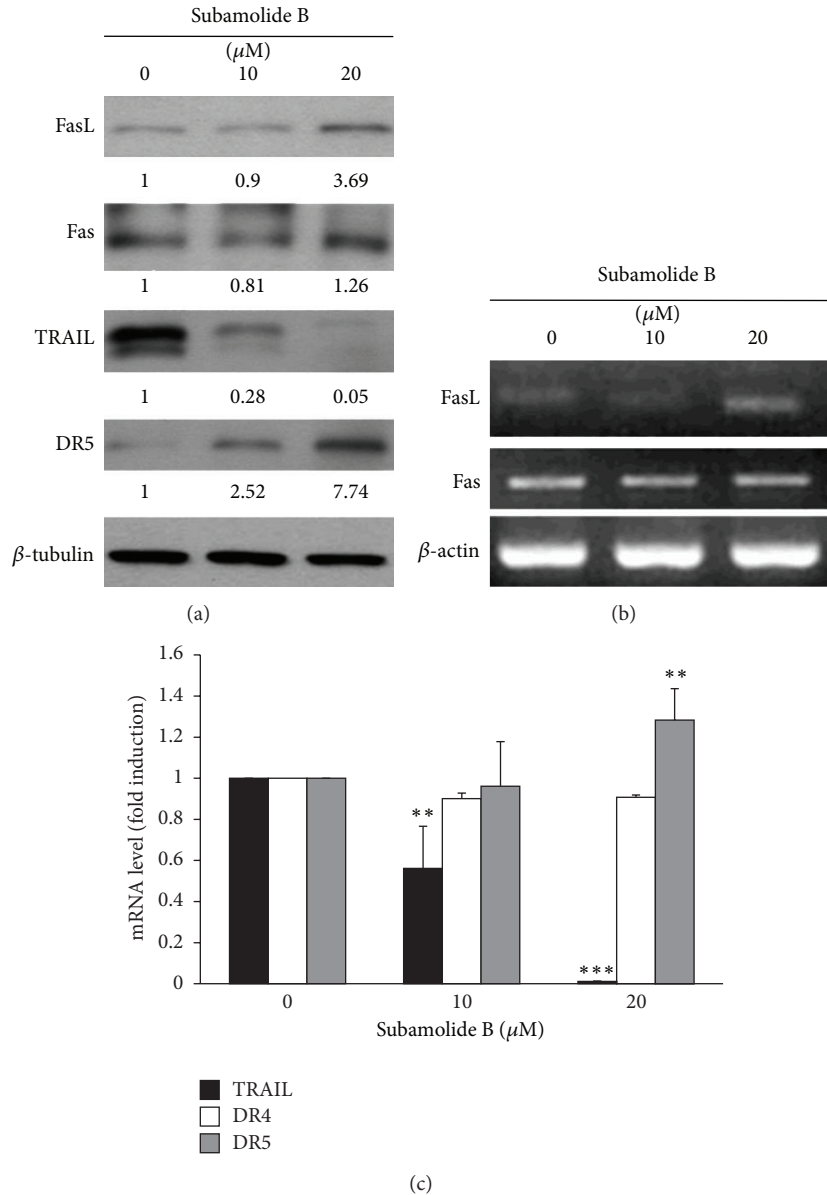 Subamolide B
(μM)
0 10 20
FasL
1 0.9 3.69
Fas
1 0.81 1.26
TRAIL
1 0.28 0.05
DR5
1 2.52 7.74
β-tubulin
(a)
Subamolide B
(μM)
0 10 20
FasL
Fas
β-actin
(b)
mRNA level (fold induction)
1.6
1.4
1.2
1
0.8
0.6
0.4
0.2
0
**
***
**
0 10 20
Subamolide B (μM)
TRAIL
DR4
DR5
(c)